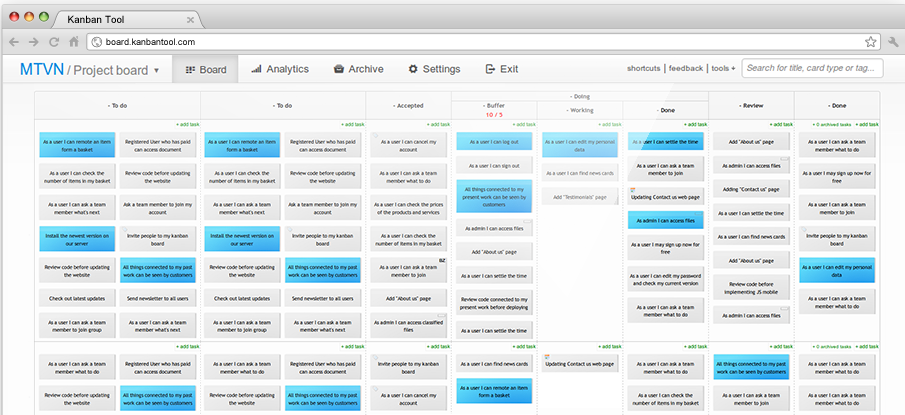 Kanban Tool
board.kanbantool.com
MTVN / Project board
Board
Analytics
Archive
Settings
Exit
shortcuts | feedback | tools +
Search for title, card type or tag...
- To do
- To do
- Accepted
- Doing
- Buffer
10 / 5
- Working
- Done
- Review
- Done
+ add task
+ add task
+ add task
+ add task
+ add task
+ add task
+ add task
+ 0 archived tasks
+ add task
As a user I can remote an item
form a basket
As a user I can check the
number of items in my basket
As a user I can ask a team
member what's next
Install the newest version on
our server
Review code before updating
the website
Check out latest updates
As a user I can ask a team
member to join group
Registered User who has paid
can access document
Review code before updating
the website
Ask a team member to join my
account
Invite people to my kanban
board
All things connected to my past
work can be seen by customers
Send newsletter to all users
As a user I can ask a team
member what's next
As a user I can remote an item
form a basket
As a user I can check the
number of items in my basket
As a user I can ask a team
member what's next
Install the newest version on
our server
Review code before updating
the website
Check out latest updates
As a user I can ask a team
member to join group
Registered User who has paid
can access document
Review code before updating
the website
Ask a team member to join my
account
Invite people to my kanban
board
All things connected to my past
work can be seen by customers
Send newsletter to all users
As a user I can ask a team
member what's next
As a user I can cancel my
account
As a user I can ask a team
member what to do
As a user I can check the prices
of the products and services
As a user I can check the
number of items in my basket
BZ
As a user I can ask a team
member to join
Add "About us" page
As admin I can access classified
files
As a user I can log out
As a user I can sign out
All things connected to my
present work can be seen by
customers
As admin I can access files
Add "About us" page
As a user I can settle the time
Review code connected to my
present work before deploying
As a user I can settle the time
As a user I can edit my personal
data
As a user I can find news cards
Add "Testimonials" page
As a user I can settle the time
As a user I can ask a team
member to join
Updating Contact us web page
As admin I can access files
As a user I may sign up now for
free
As a user I can edit my password
and check my current version
As a user I can ask a team
member what to do
Add "About us" page
As admin I can access files
Adding "Contact us" page
As a user I can settle the time
As a user I can find news cards
Add "About us" page
Review code before
implementing JS mobile
As admin I can access files
As a user I can ask a team
member what to do
As a user I may sign up now for
free
As a user I can ask a team
member to join
Invite people to my kanban
board
As a user I can edit my personal
data
As a user I can ask a team
member what to do
+ add task
+ add task
+ add task
+ add task
+ add task
+ add task
+ add task
+ 0 archived tasks
+ add task
As a user I can ask a team
member what to do
Review code before updating
the website
Registered User who has paid
can access document
All things connected to my past
work can be seen by customers
As a user I can ask a team
member what to do
Review code before updating
the website
Registered User who has paid
can access document
All things connected to my past
work can be seen by customers
Invite people to my kanban
board
As a user I can cancel my
account
As a user I can find news cards
As a user I can remote an item
form a basket
Updating Contact us web page
As a user I can ask a team
member what to do
As a user I can ask a team
member what to do
All things connected to my past
work can be seen by customers
As a user I can ask a team
member what to do
As a user I can ask a team
member what to do
As a user I can ask a team
member what to do